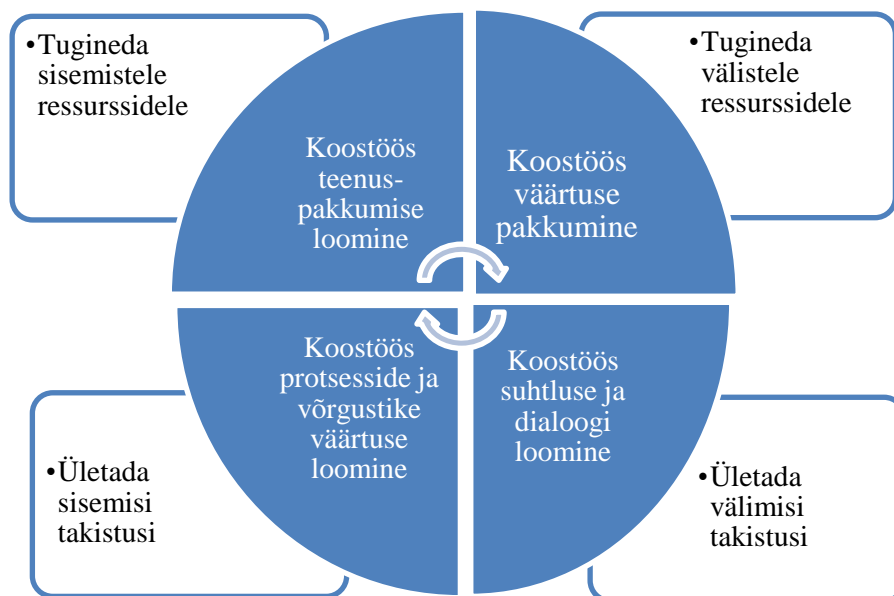 •Tugineda
sisemistele
ressurssidele
•Tugineda
välistele
ressurssidele
Koostöös
teenus-
pakkumise
loomine
Koostöös
väärtuse
pakkumine
Koostöös
protsesside ja
võrgustike
väärtuse
loomine
Koostöös
suhtluse ja
dialoogi
loomine
•Ületada
sisemisi
takistusi
•Ületada
välimisi
takistusi